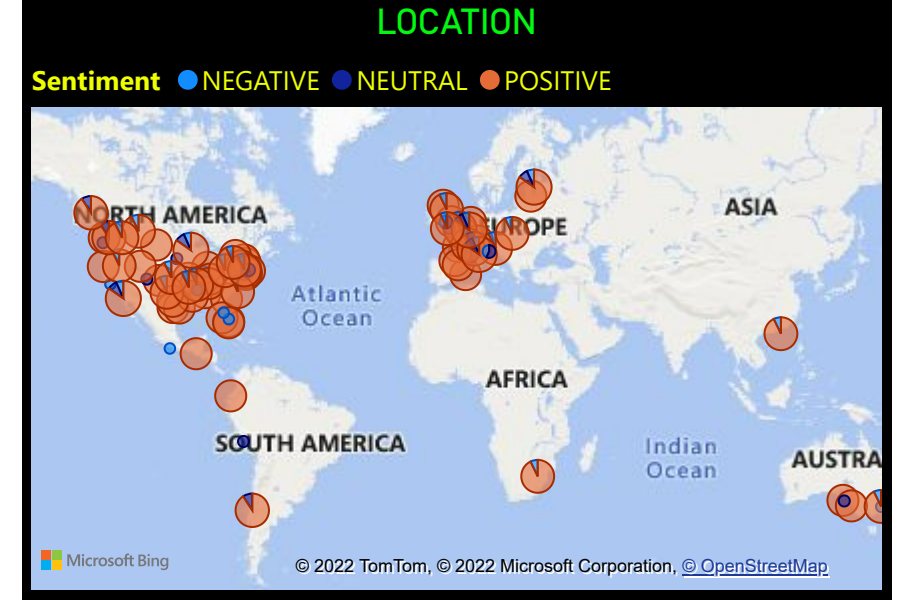 LOCATION
Sentiment NEGATIVE NEUTRAL POSITIVE
NORTH AMERICA
EUROPE
ASIA
Atlantic
Ocean
AFRICA
SOUTH AMERICA
Indian
Ocean
AUSTRA
Microsoft Bing
© 2022 TomTom, © 2022 Microsoft Corporation, © OpenStreetMap